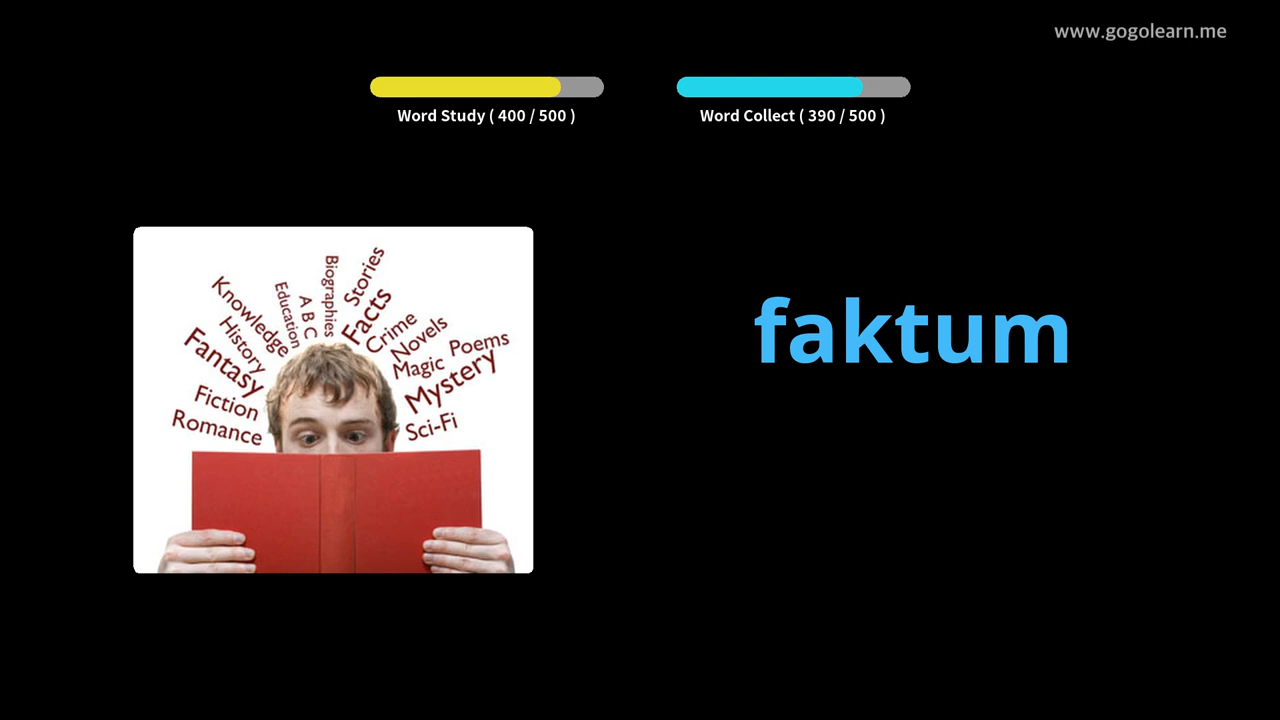 www.gogolearn.me
Word Study ( 400 / 500 )
Word Collect ( 390 / 500 )
faktum
Biographies
Stories
Education
A B C
Facts
Knowledge
History
Crime
Novels
Poems
Fantasy
Magic
Mystery
Fiction
Romance
Sci-Fi